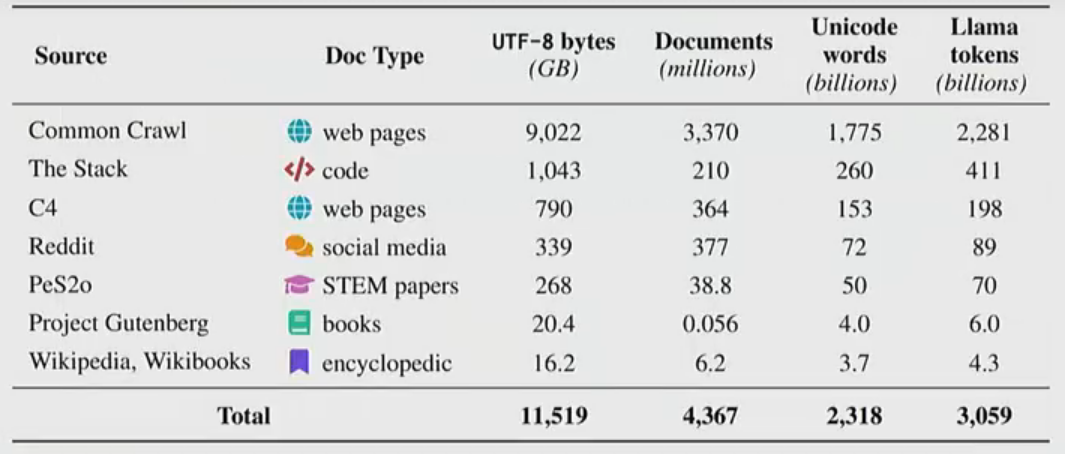 Source Doc Type UTF-8 bytes (GB) Documents (millions) Unicode words (billions) Llama tokens (billions)
Common Crawl web pages 9,022 3,370 1,775 2,281
The Stack </> code 1,043 210 260 411
C4 web pages 790 364 153 198
Reddit social media 339 377 72 89
PeS2o STEM papers 268 38.8 50 70
Project Gutenberg books 20.4 0.056 4.0 6.0
Wikipedia, Wikibooks encyclopedic 16.2 6.2 3.7 4.3
Total 11,519 4,367 2,318 3,059